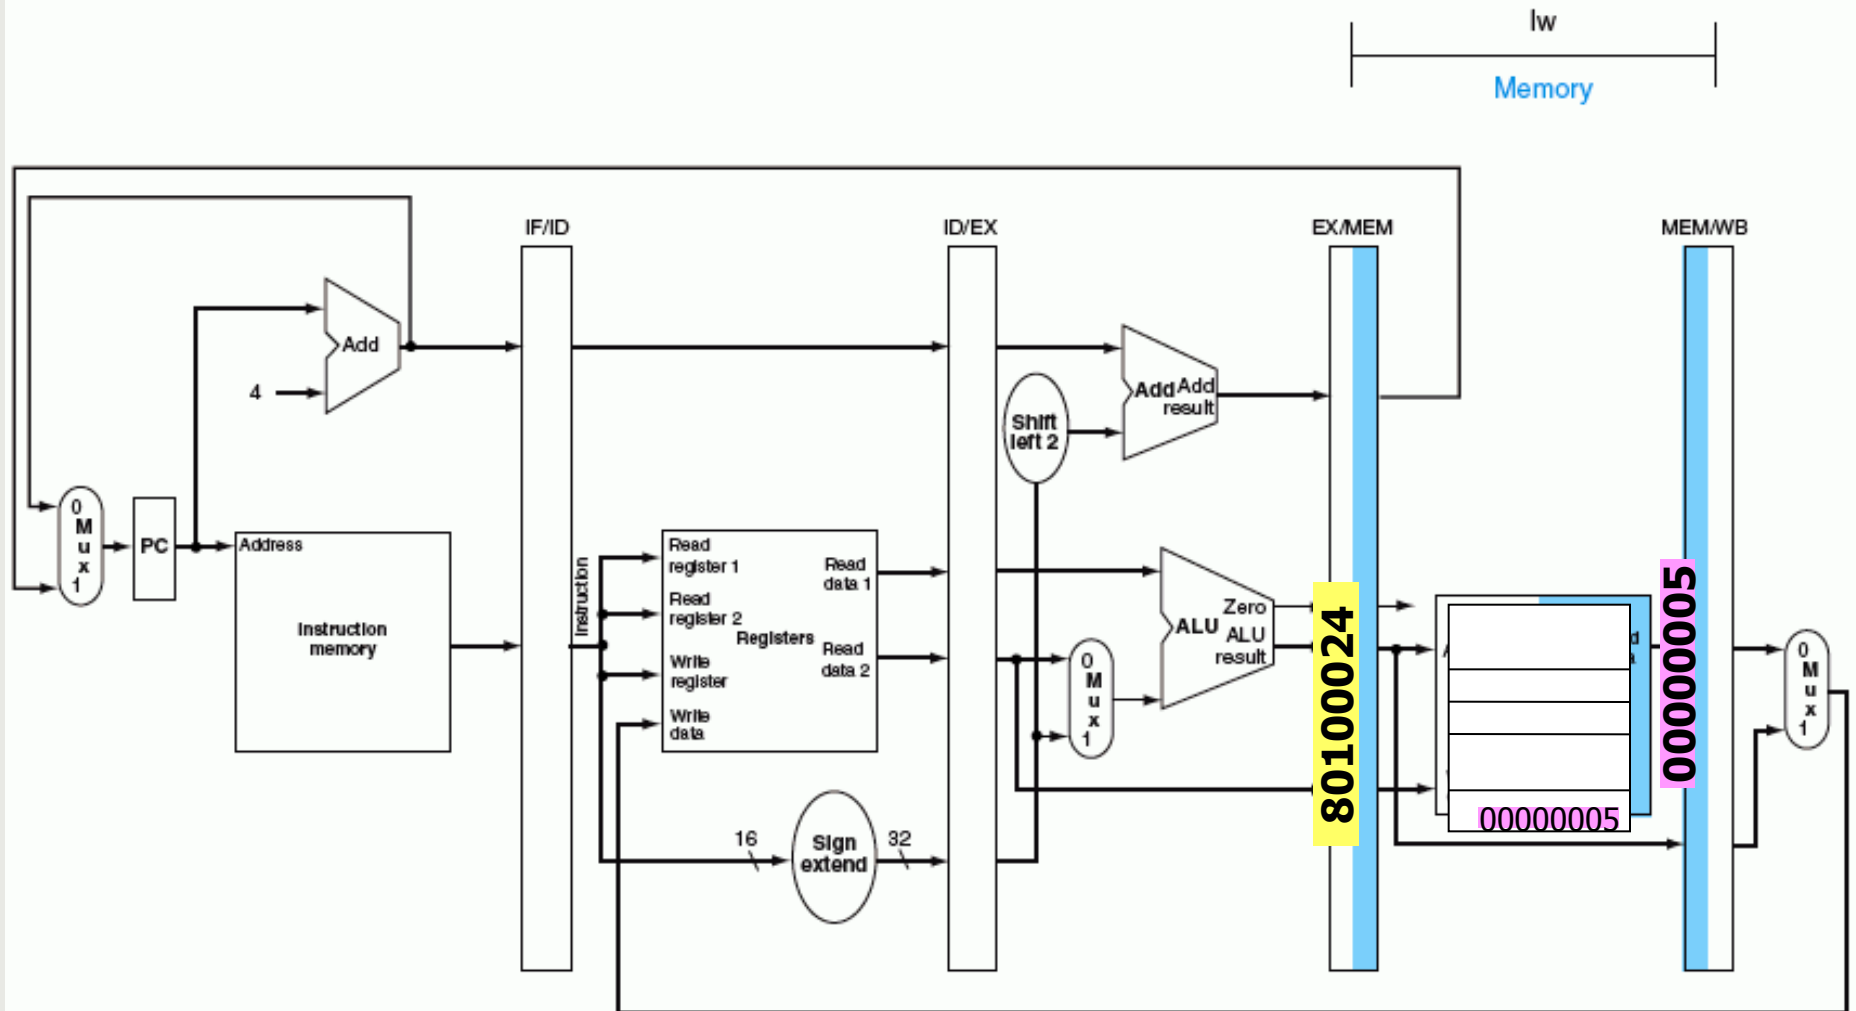 lw
Memory
IF/ID
ID/EX
EX/MEM
MEM/WB
Add
4
Add Add
result
Shift
left 2
0
M
u
x
1
PC
Address
Instruction
memory
Instruction
Read
register 1
Read
register 2
Write
register
Write
data
Registers
Read
data 1
Read
data 2
0
M
u
x
1
Zero
ALU
ALU
result
80100024
00000005
00000005
0
M
u
x
1
16
Sign
extend
32